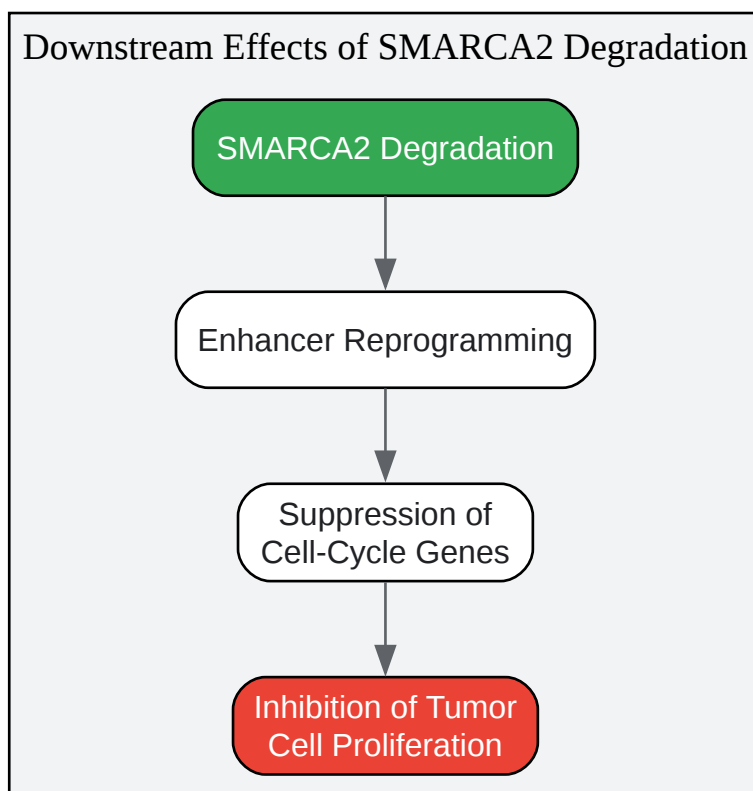 Downstream Effects of SMARCA2 Degradation
SMARCA2 Degradation
Enhancer Reprogramming
Suppression of
Cell-Cycle Genes
Inhibition of Tumor
Cell Proliferation